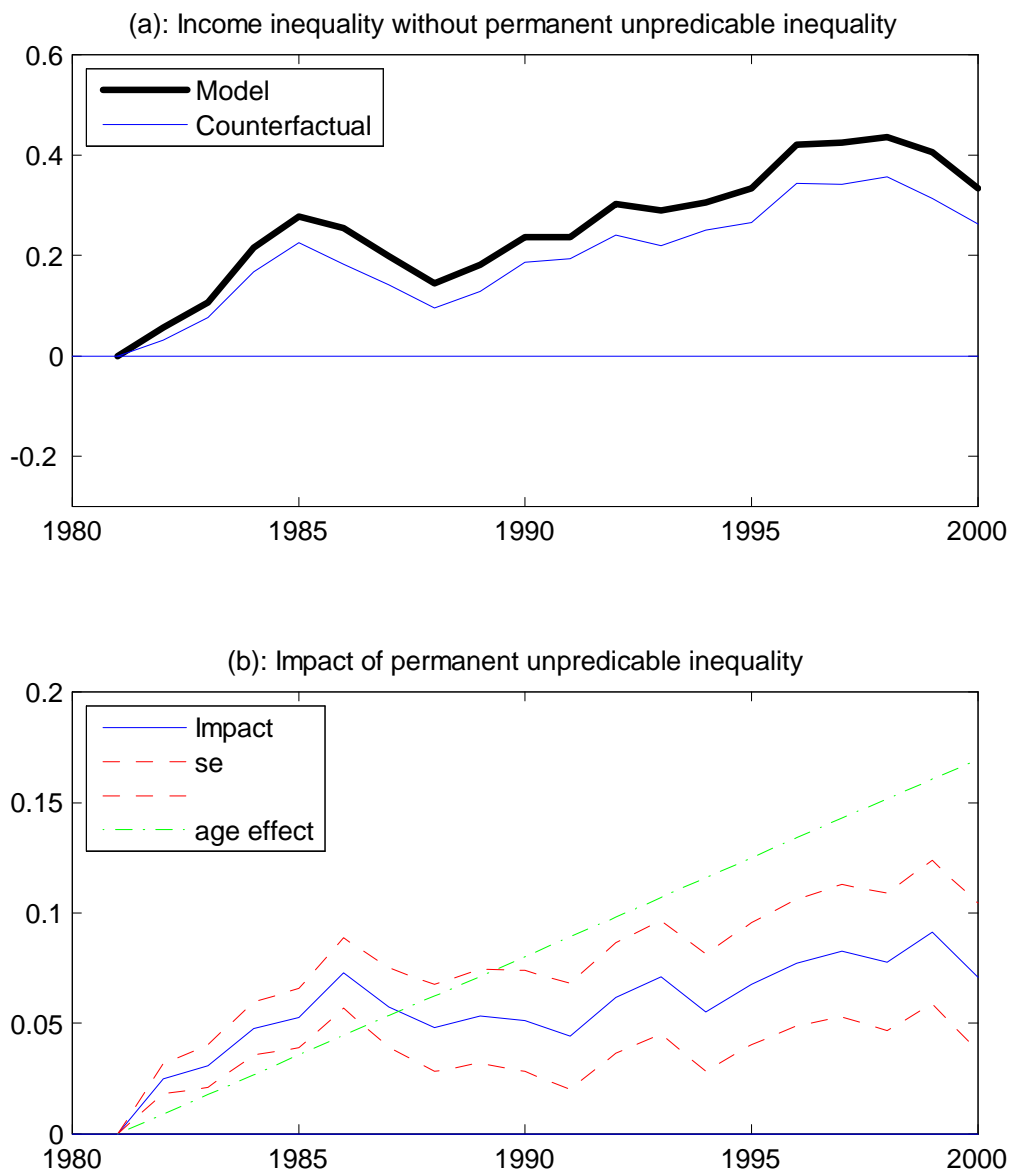 (a): Income inequality without permanent unpredicable inequality
0.6
Model
Counterfactual
0.4
0.2
0
-0.2
1980 1985 1990 1995 2000
(b): Impact of permanent unpredicable inequality
0.2
Impact
se
age effect
0.15
0.1
0.05
0
1980 1985 1990 1995 2000